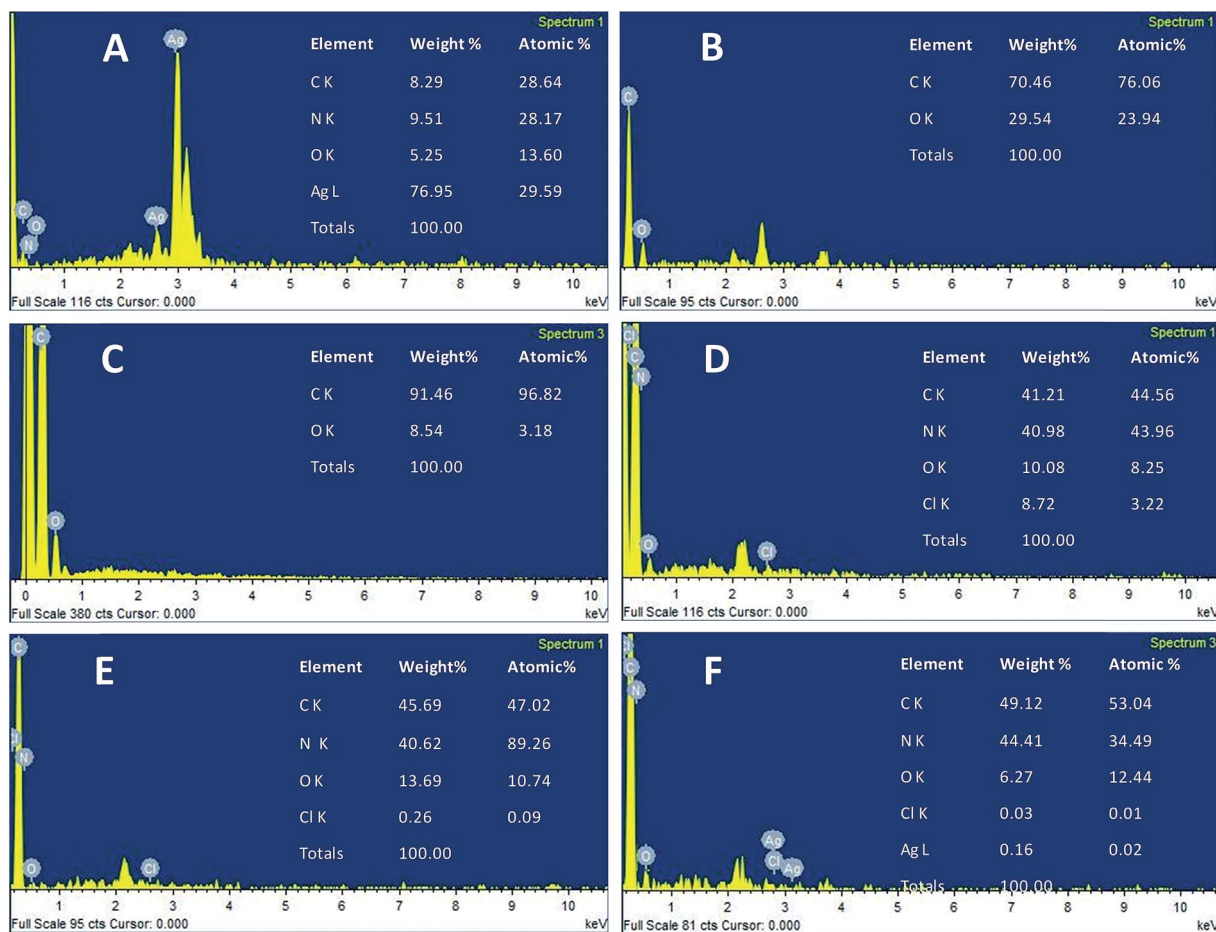 Spectrum 1
A
Ag
Element Weight % Atomic %
C K 8.29 28.64
N K 9.51 28.17
O K 5.25 13.60
Ag L 76.95 29.59
Totals 100.00
C
O
N
Ag
1 2 3 4 5 6 7 8 9 10
Full Scale 116 cts Cursor: 0.000 keV
Spectrum 1
B
Element Weight% Atomic%
C K 70.46 76.06
O K 29.54 23.94
Totals 100.00
C
O
1 2 3 4 5 6 7 8 9 10
Full Scale 95 cts Cursor: 0.000 keV
Spectrum 3
C
C
Element Weight% Atomic%
C K 91.46 96.82
O K 8.54 3.18
Totals 100.00
O
0 1 2 3 4 5 6 7 8 9 10
Full Scale 380 cts Cursor: 0.000 keV
Spectrum 1
D
Cl
C
N
Element Weight% Atomic%
C K 41.21 44.56
N K 40.98 43.96
O K 10.08 8.25
Cl K 8.72 3.22
Totals 100.00
O
Cl
1 2 3 4 5 6 7 8 9 10
Full Scale 116 cts Cursor: 0.000 keV
Spectrum 1
E
C
Element Weight% Atomic%
C K 45.69 47.02
N K 40.62 89.26
O K 13.69 10.74
Cl K 0.26 0.09
Totals 100.00
N
O
Cl
1 2 3 4 5 6 7 8 9 10
Full Scale 95 cts Cursor: 0.000 keV
Spectrum 3
F
C
N
Element Weight % Atomic %
C K 49.12 53.04
N K 44.41 34.49
O K 6.27 12.44
Cl K 0.03 0.01
Ag L 0.16 0.02
Totals 100.00
O
Ag
Cl
Ag
1 2 3 4 5 6 7 8 9 10
Full Scale 81 cts Cursor: 0.000 keV